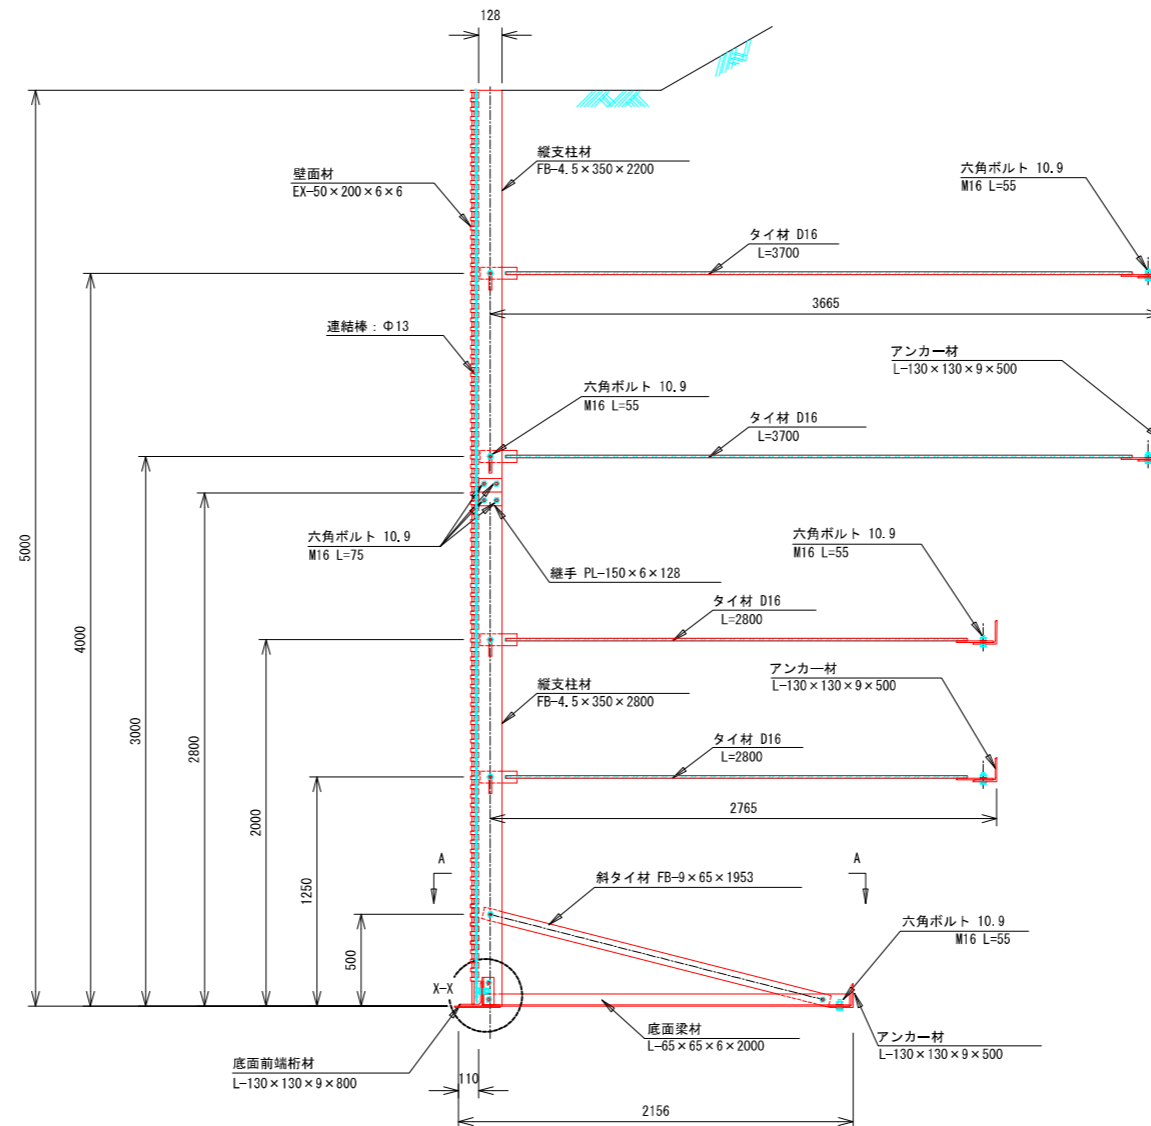 128
縦支柱材
FB-4.5×350×2200
六角ボルト 10.9
M16 L=55
壁面材
EX-50×200×6×6
タイ材 D16
L=3700
3665
連結棒：Φ13
アンカー材
L-130×130×9×500
六角ボルト 10.9
M16 L=55
タイ材 D16
L=3700
六角ボルト 10.9
M16 L=75
六角ボルト 10.9
M16 L=55
継手 PL-150×6×128
タイ材 D16
L=2800
アンカー材
L-130×130×9×500
縦支柱材
FB-4.5×350×2800
タイ材 D16
L=2800
2765
5000
4000
3000
2800
2000
1250
500
A
A
斜タイ材 FB-9×65×1953
六角ボルト 10.9
M16 L=55
X-X
底面梁材
L-65×65×6×2000
アンカー材
L-130×130×9×500
底面前端桁材
L-130×130×9×800
110
2156